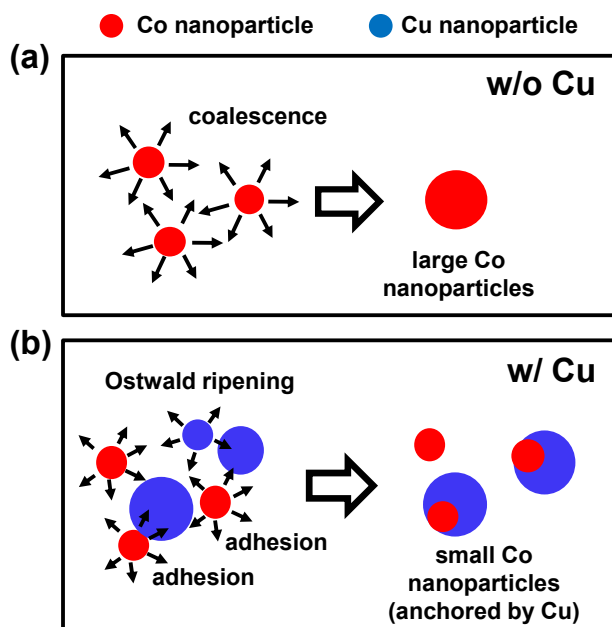 Co nanoparticle Cu nanoparticle
(a)
w/o Cu
coalescence
large Co
nanoparticles
(b)
w/ Cu
Ostwald ripening
adhesion
adhesion
small Co
nanoparticles
(anchored by Cu)